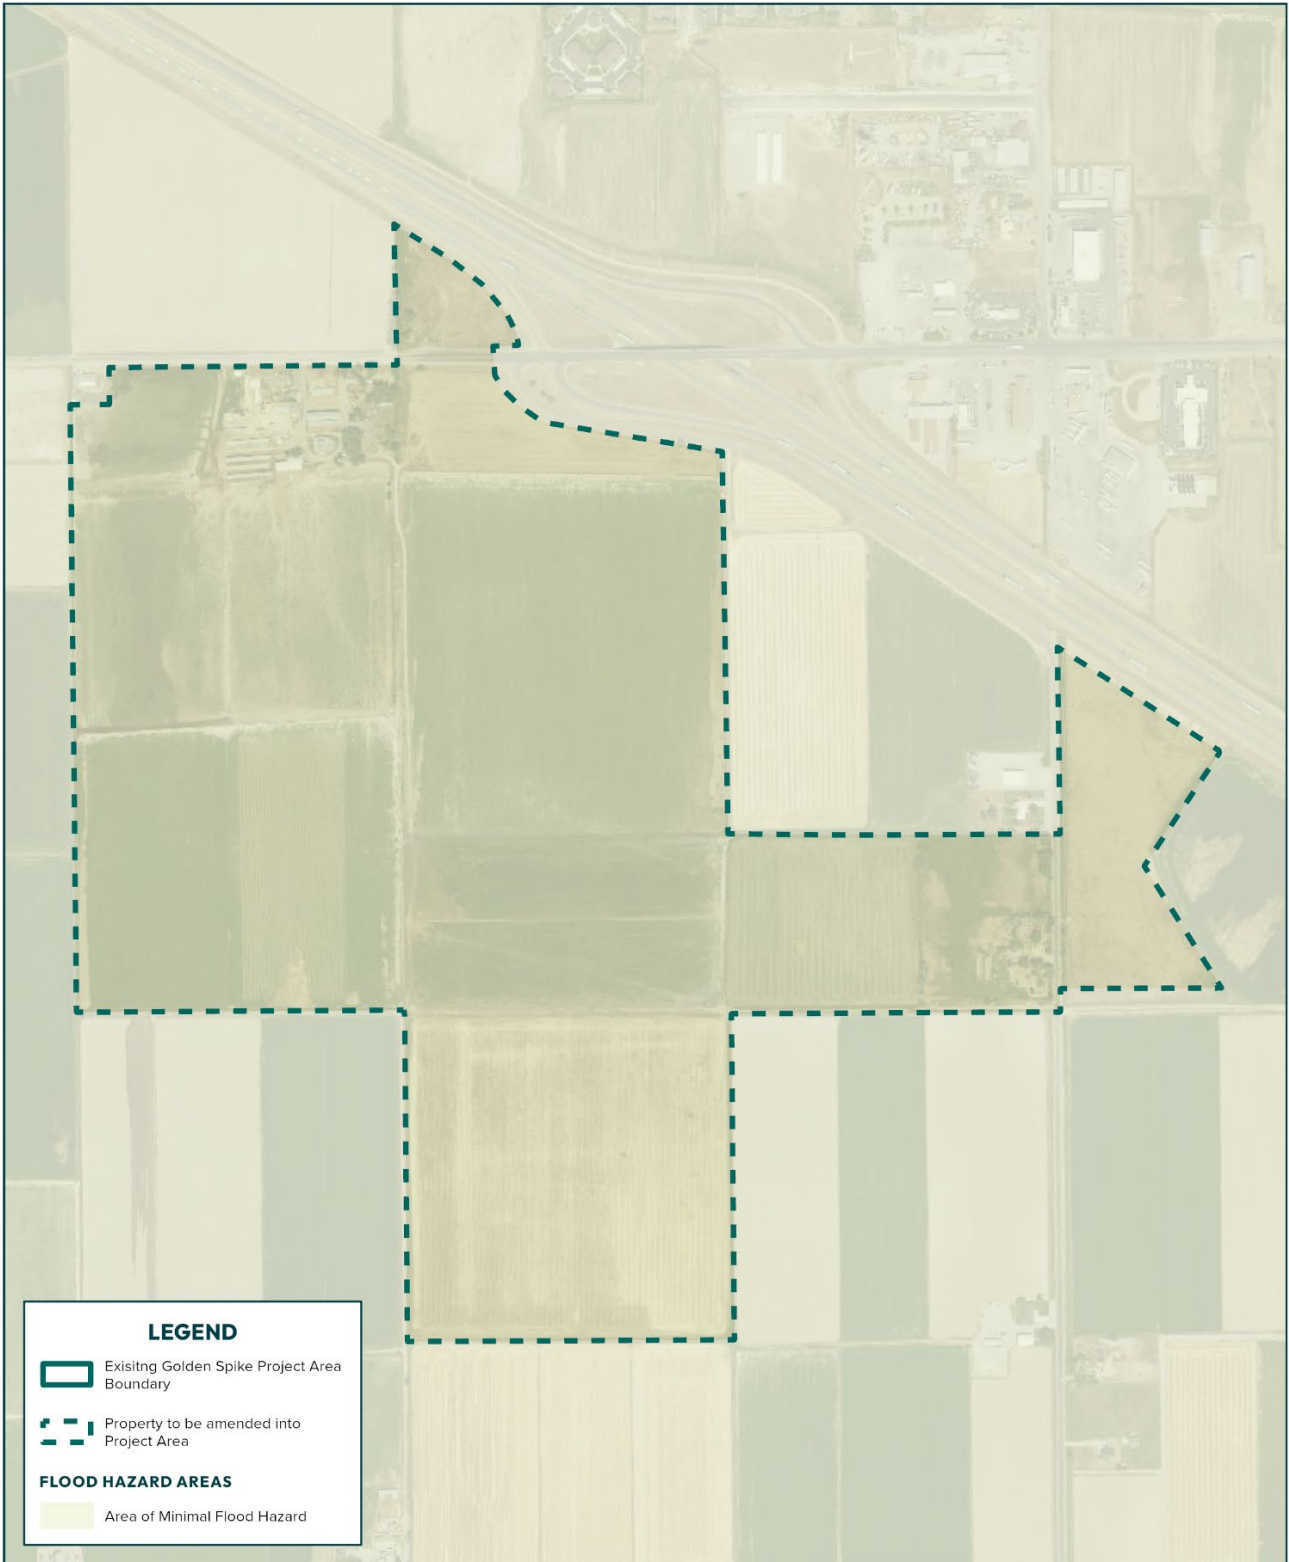 LEGEND
Exisitng Golden Spike Project Area
Boundary
Property to be amended into
Project Area
FLOOD HAZARD AREAS
Area of Minimal Flood Hazard